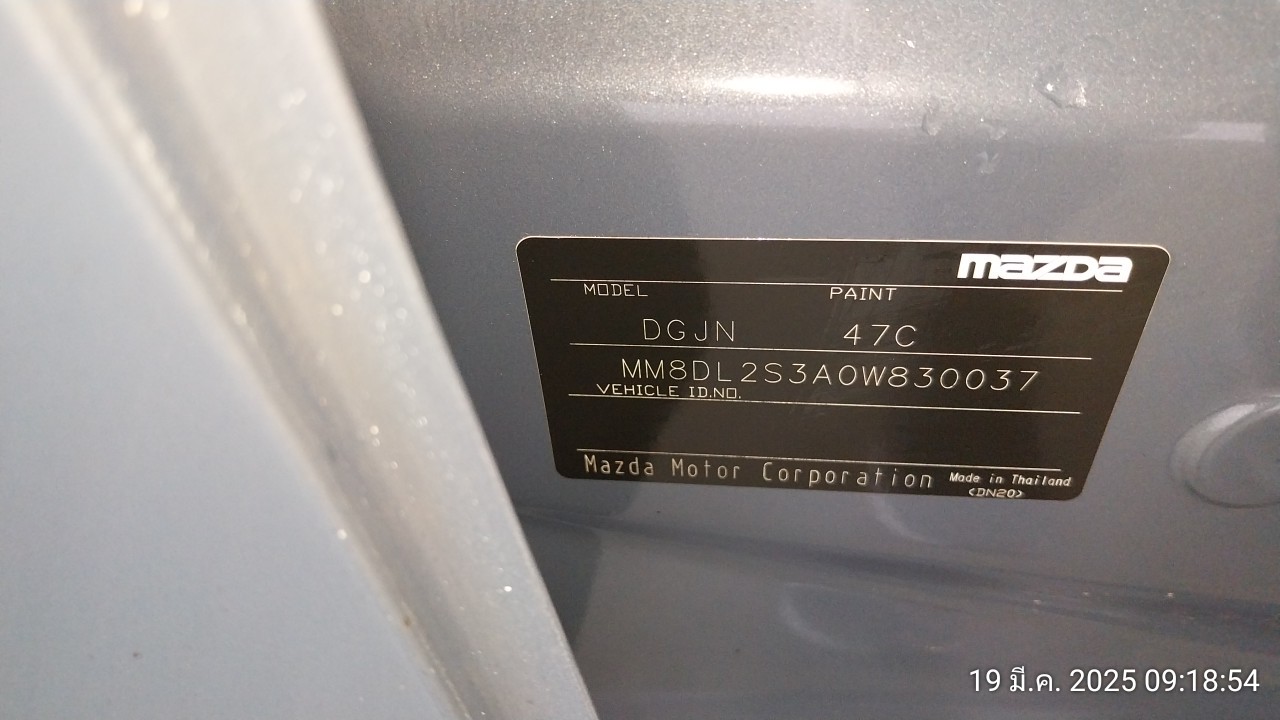 mazda
MODEL PAINT
DGJN 47C
MM8DL2S3A0W830037
VEHICLE ID.NO.
Mazda Motor Corporation Made in Thailand
<DN20>
19 มี.ค. 2025 09:18:54